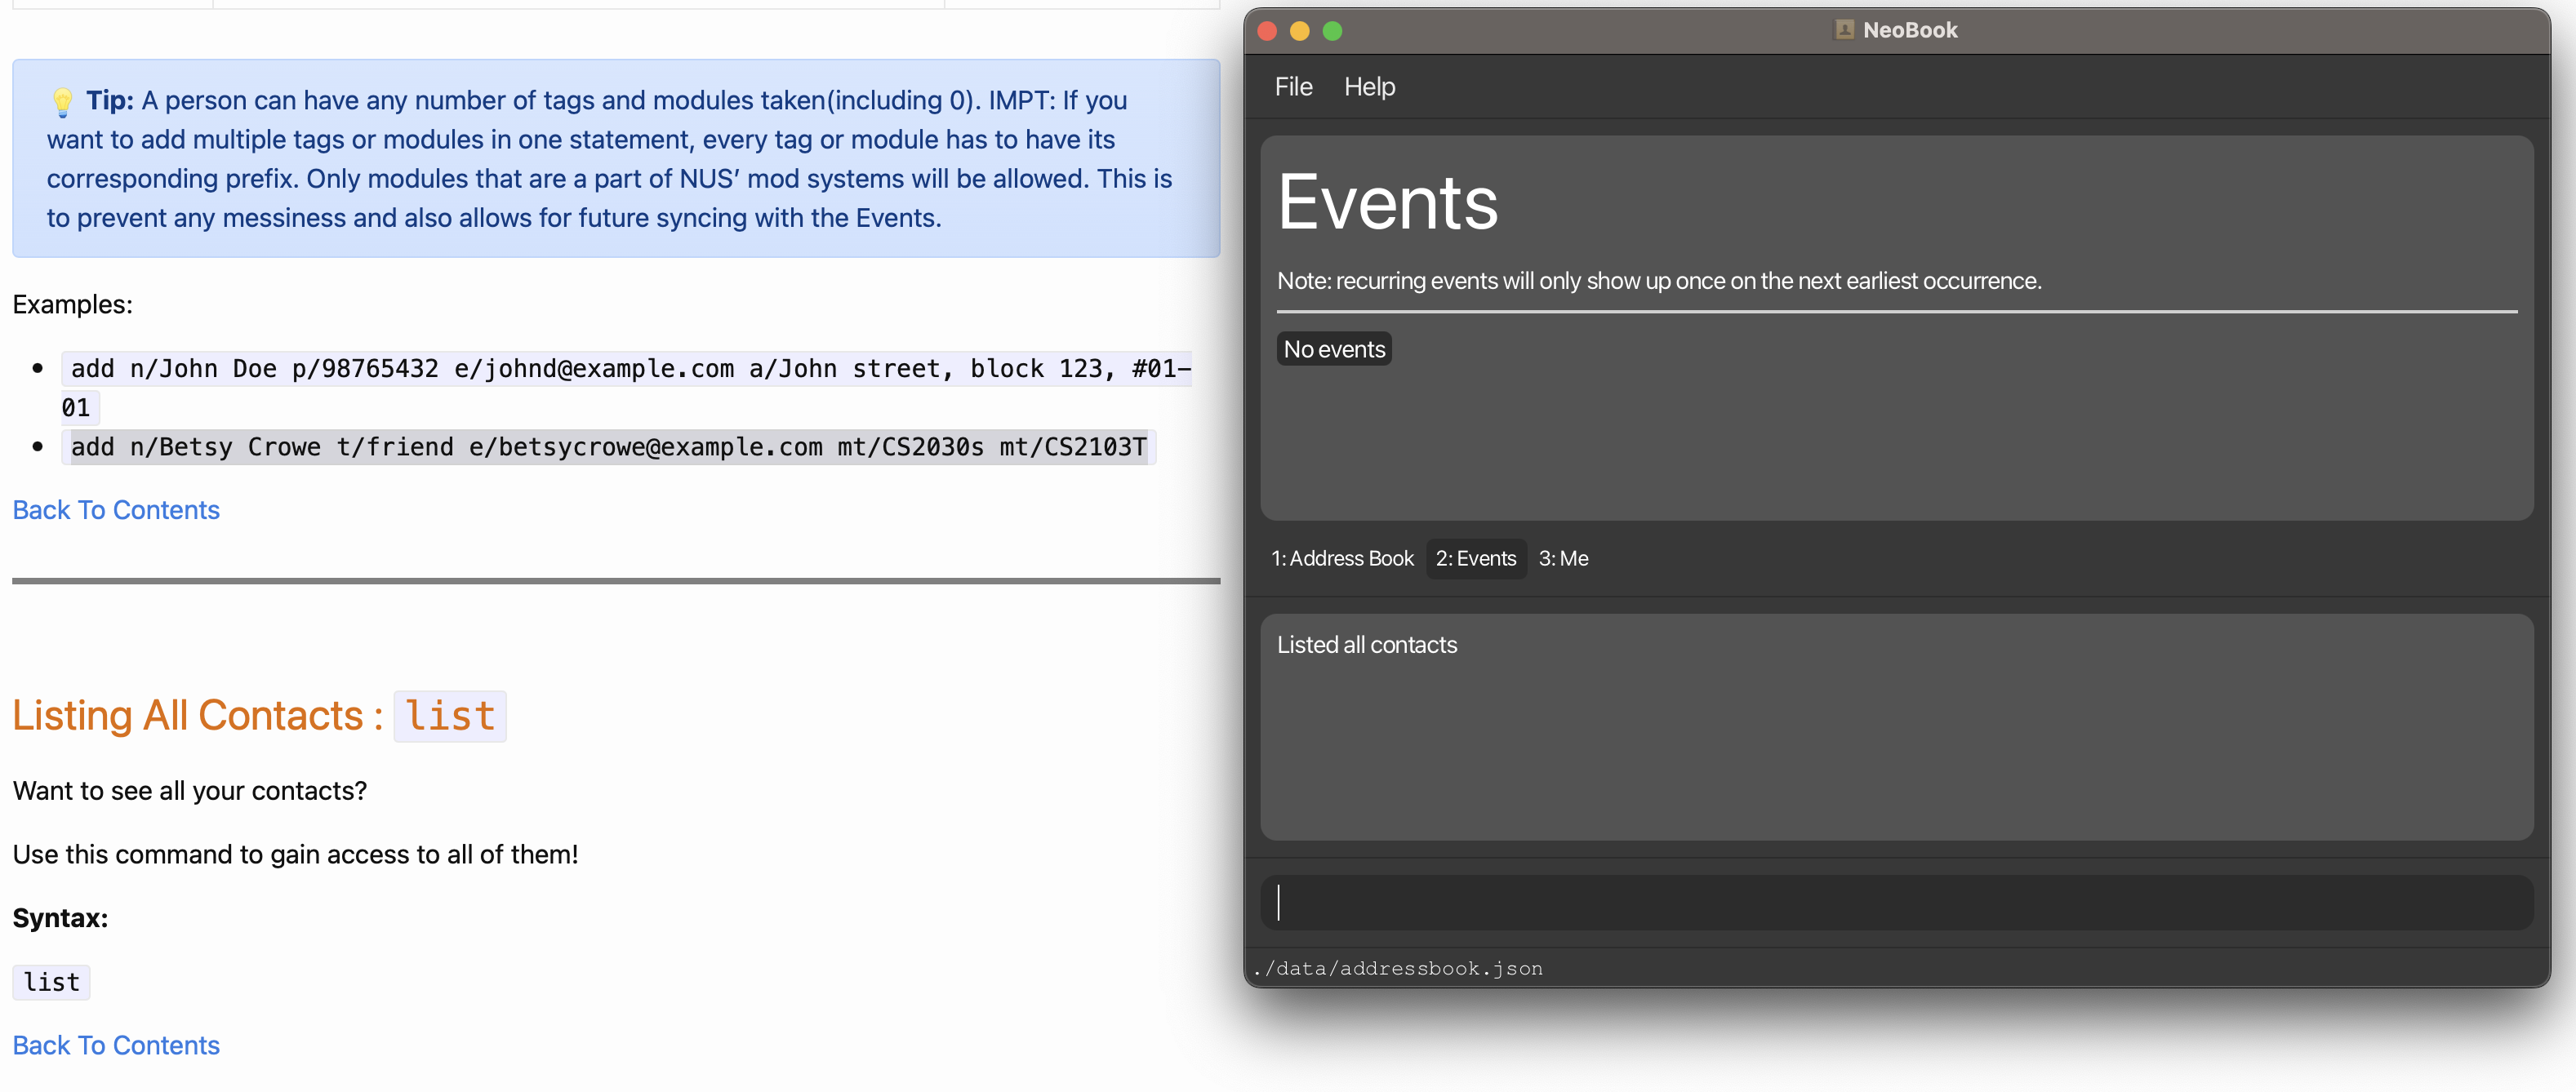 💡 Tip: A person can have any number of tags and modules taken(including 0). IMPT: If you
want to add multiple tags or modules in one statement, every tag or module has to have its
corresponding prefix. Only modules that are a part of NUS’ mod systems will be allowed. This is
to prevent any messiness and also allows for future syncing with the Events.
Examples:
• add n/John Doe p/98765432 e/johnd@example.com a/John street, block 123, #01-
01
• add n/Betsy Crowe t/friend e/betsycrowe@example.com mt/CS2030s mt/CS2103T
Back To Contents
Listing All Contacts : list
Want to see all your contacts?
Use this command to gain access to all of them!
Syntax:
list
Back To Contents
NeoBook
File Help
Events
Note: recurring events will only show up once on the next earliest occurrence.
No events
1: Address Book 2: Events 3: Me
Listed all contacts
./data/addressbook.json